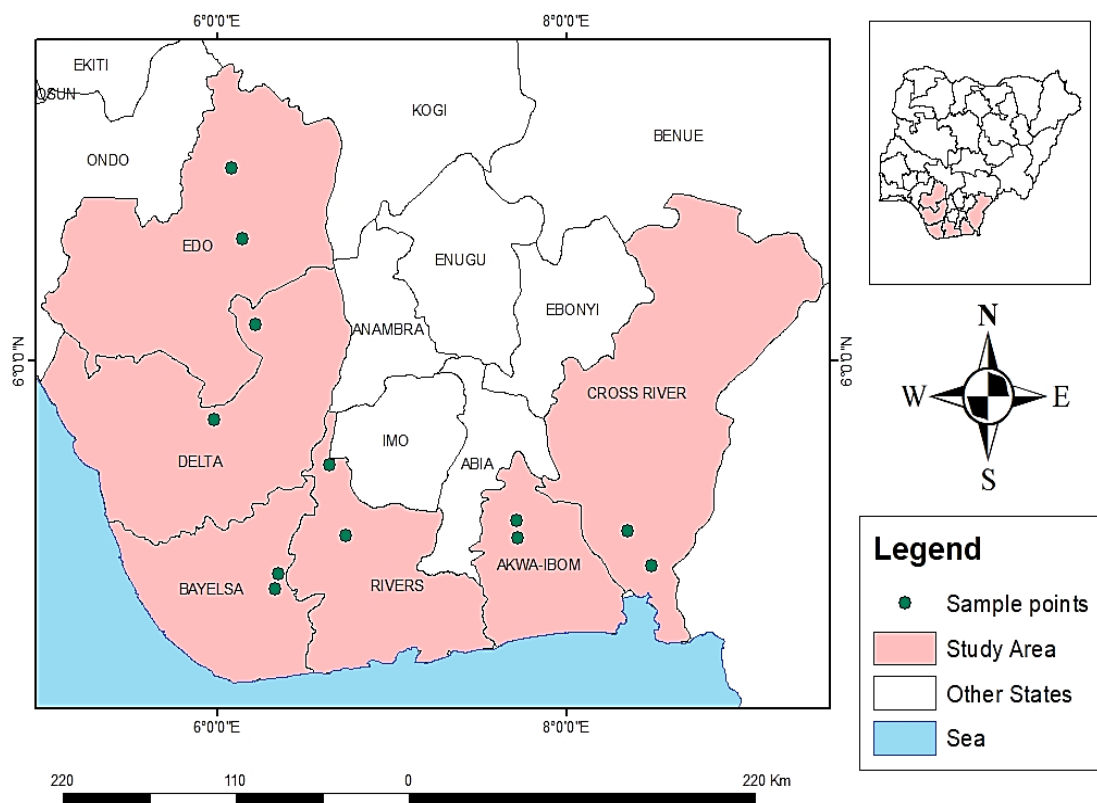 6°0'0"E 8°0'0"E
EKITI
OSUN
KOGI
BENUE
ONDO
EDO
ENUGU
EBONYI
ANAMBRA
6°0'0"N 6°0'0"N
CROSS RIVER
IMO
ABIA
DELTA
AKWA-IBOM
BAYELSA
RIVERS
6°0'0"E 8°0'0"E
220 110 0 220 Km
N
W E
S
Legend
Sample points
Study Area
Other States
Sea